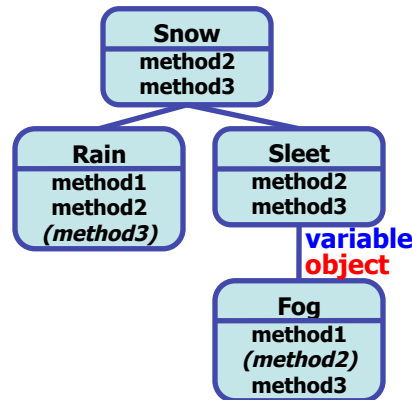 Snow
method2
method3
Rain
method1
method2
(method3)
Sleet
method2
method3
variable
object
Fog
method1
(method2)
method3